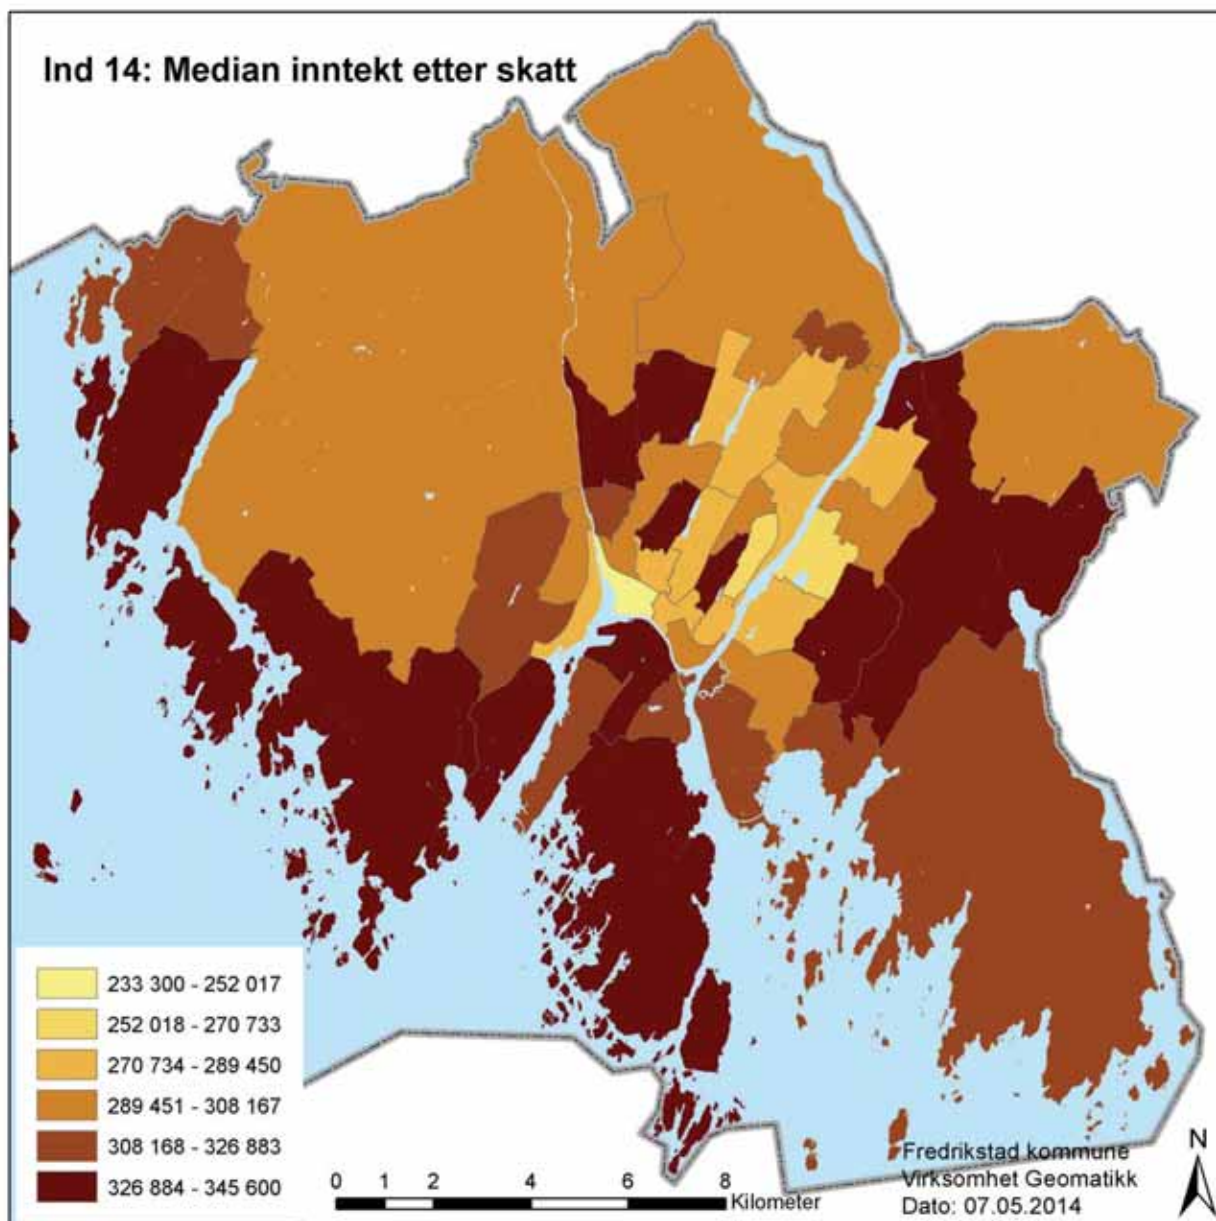 Ind 14: Median inntekt etter skatt
233 300 - 252 017
252 018 - 270 733
270 734 - 289 450
289 451 - 308 167
308 168 - 326 883
326 884 - 345 600
0 1 2 4 6 8
Kilometer
N
Fredrikstad kommune
Virksomhet Geomatikk
Dato: 07.05.2014